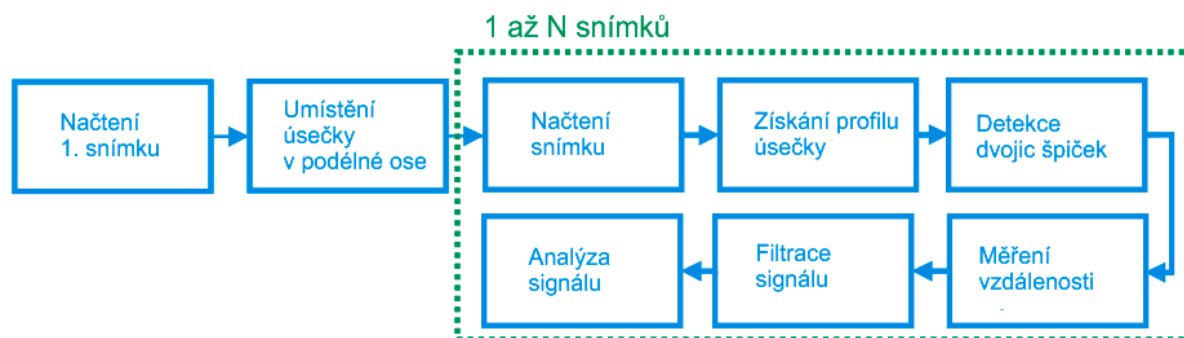 1 až N snímků
Načtení
1. snímku
Umístění
úsečky
v podélné ose
Načtení
snímku
Získání profilu
úsečky
Detekce
dvojic špiček
Měření
vzdálenosti
Filtrace
signálu
Analýza
signálu